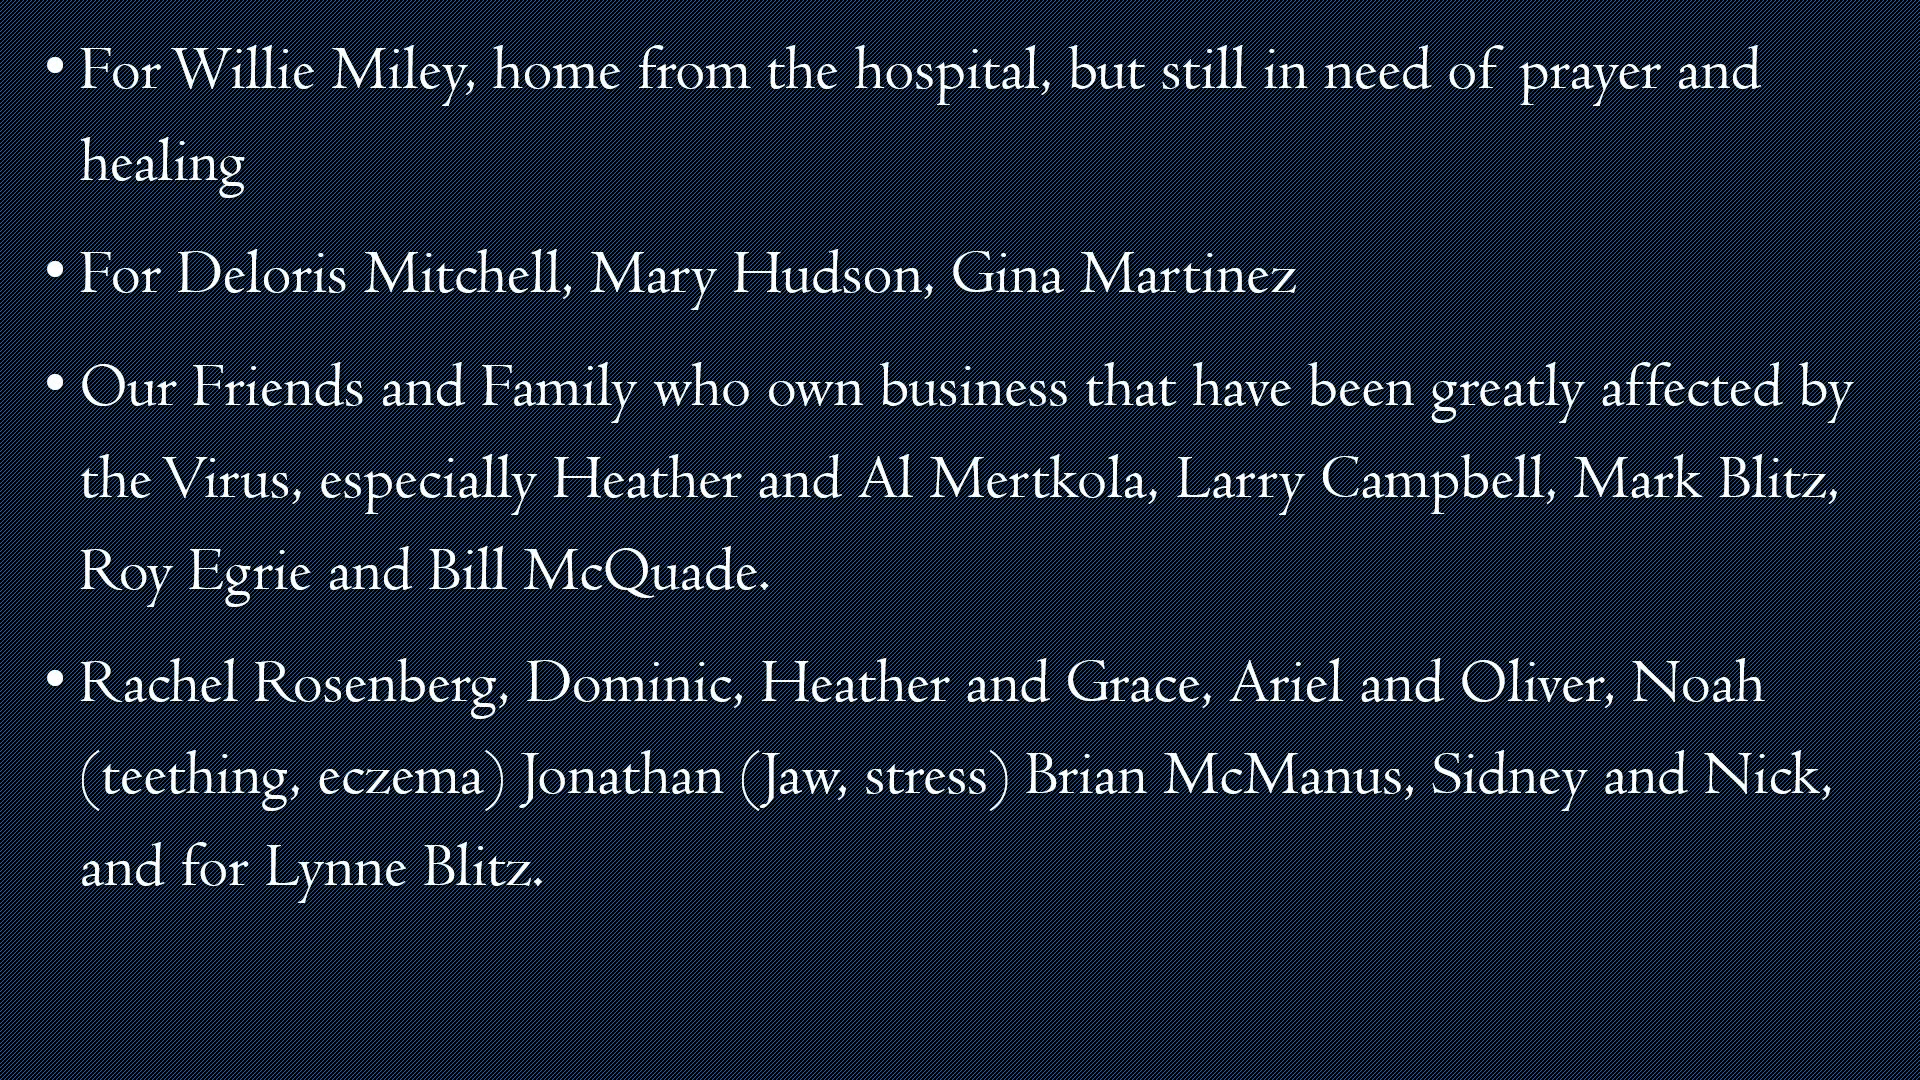 • For Willie Miley, home from the hospital, but still in need of prayer and
healing
• For Deloris Mitchell, Mary Hudson, Gina Martinez
• Our Friends and Family who own business that have been greatly affected by
the Virus, especially Heather and Al Mertkola, Larry Campbell, Mark Blitz,
Roy Egrie and Bill McQuade.
• Rachel Rosenberg, Dominic, Heather and Grace, Ariel and Oliver, Noah
(teething, eczema) Jonathan (Jaw, stress) Brian McManus, Sidney and Nick,
and for Lynne Blitz.